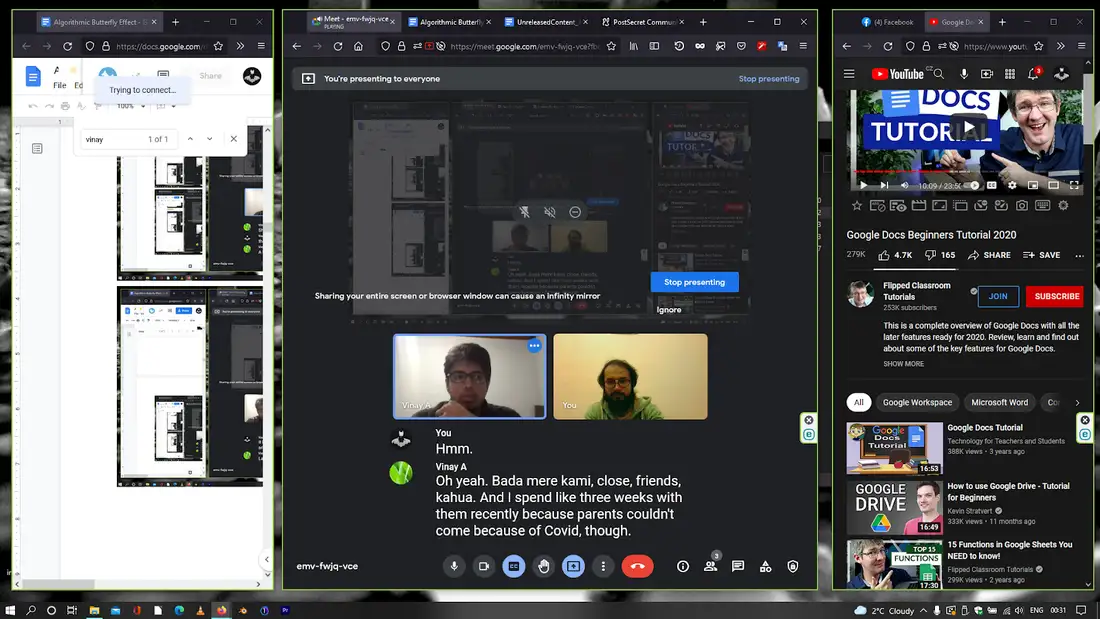 Algorithmic Butterfly Effect -
https://docs.google.com/
File
Ed
Share
Trying to connect...
100%
vinay
1 of 1
Meet - emv-fwjq-vce
PLAYING
Algorithmic Butterfly
UnreleasedContent_
PostSecret Commun
https://meet.google.com/emv-fwjq-vce?
You're presenting to everyone
Stop presenting
Stop presenting
Sharing your entire screen or browser window can cause an infinity mirror
Ignore
Vinay A
You
You
Hmm.
Vinay A
Oh yeah. Bada mere kami, close, friends,
kahua. And I spend like three weeks with
them recently because parents couldn't
come because of Covid, though.
emv-fwjq-vce
3
(4) Facebook
Google Do
https://www.yout
YouTube CZ
3
DOCS
TUTORIAL
10:09 / 23:50
Google Docs Beginners Tutorial 2020
279K
4.7K
165
SHARE
SAVE
Flipped Classroom
Tutorials
253K subscribers
JOIN
SUBSCRIBE
This is a complete overview of Google Docs with all the
later features ready for 2020. Review, learn and find
out about some of the key features for Google Docs.
SHOW MORE
All
Google Workspace
Microsoft Word
Co
Google
Docs
Tutorial
16:53
Google Docs Tutorial
Technology for Teachers and Students
388K views • 3 years ago
GOOGLE
DRIVE
16:49
How to use Google Drive - Tutorial
for Beginners
Kevin Stratvert
333K views • 11 months ago
TOP 15
FUNCTIONS
17:30
15 Functions in Google Sheets You
NEED to know!
Flipped Classroom Tutorials
299K views • 2 years ago
2°C Cloudy
ENG
00:31